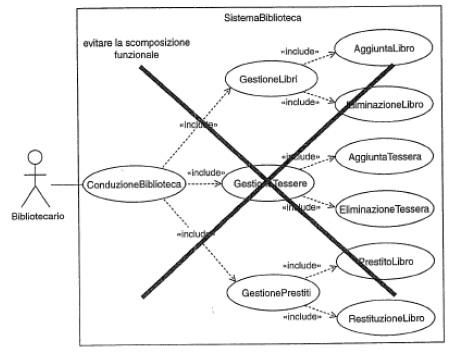 SistemaBiblioteca
evitare la scomposizione
funzionale
«include»
AggiuntaLibro
GestioneLibri
«include»
EliminazioneLibro
«include»
«include»
AggiuntaTessera
ConduzioneBiblioteca
«include»
GestioneTessere
«include»
EliminazioneTessera
Bibliotecario
«include»
«include»
PrestitoLibro
GestionePrestiti
«include»
RestituzioneLibro